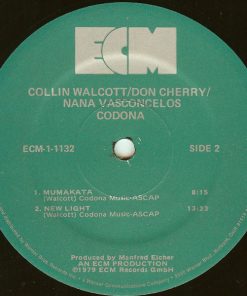 ECM
COLLIN WALCOTT/DON CHERRY/
NANA VASCONCELOS
CODONA
ECM-1-1132
SIDE 2
1. MUMAKATA 8:15
(Walcott) Codona Music-ASCAP
2. NEW LIGHT 13:23
(Walcott) Codona Music-ASCAP
Produced by Manfred Eicher
AN ECM PRODUCTION
©1979 ECM Records GmbH